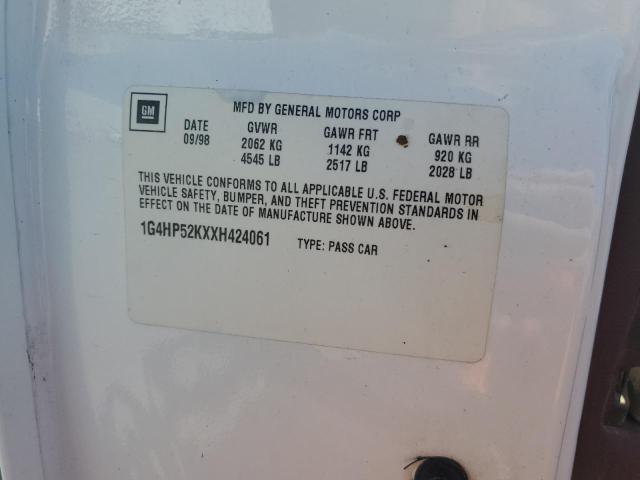 GM
MFD BY GENERAL MOTORS CORP
DATE GVWR GAWR FRT GAWR RR
09/98 2062 KG 1142 KG 920 KG
4545 LB 2517 LB 2028 LB
THIS VEHICLE CONFORMS TO ALL APPLICABLE U.S. FEDERAL MOTOR
VEHICLE SAFETY, BUMPER, AND THEFT PREVENTION STANDARDS IN
EFFECT ON THE DATE OF MANUFACTURE SHOWN ABOVE.
1G4HP52KXXH424061 TYPE: PASS CAR